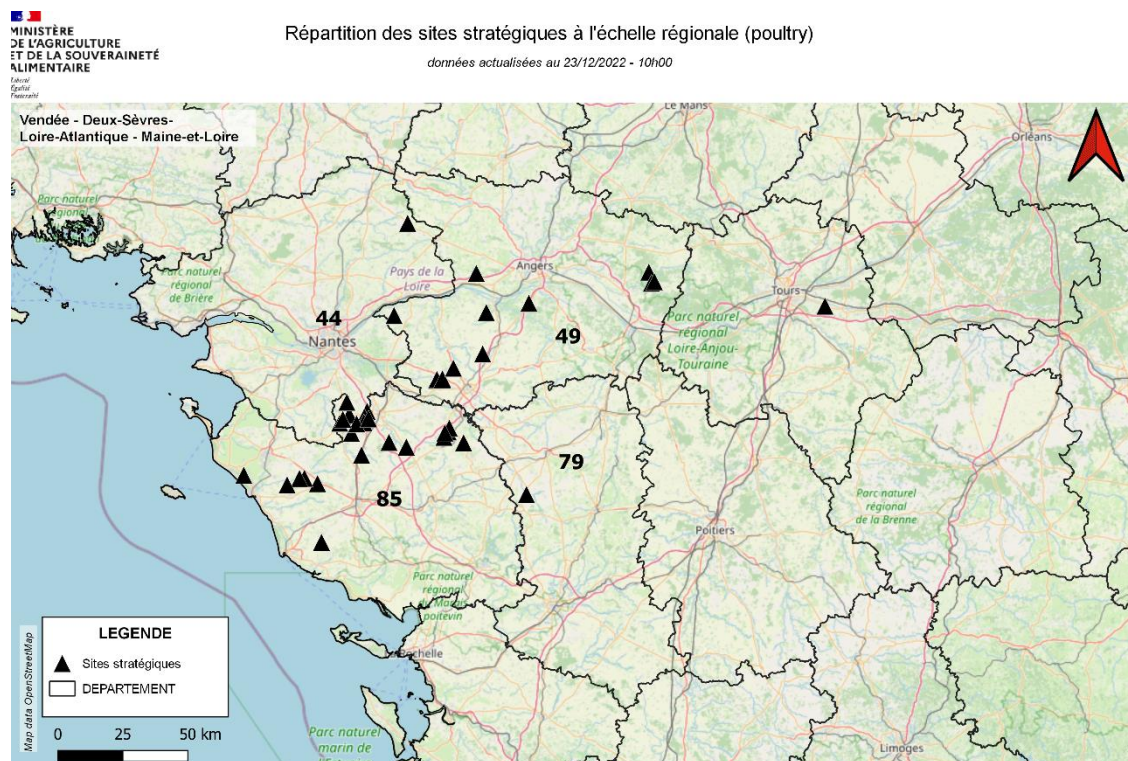 MINISTÈRE
DE L'AGRICULTURE
ET DE LA SOUVERAINETÉ
ALIMENTAIRE
Liberté
Égalité
Fraternité
Répartition des sites stratégiques à l'échelle régionale (poultry)
données actualisées au 23/12/2022 - 10h00
Vendée - Deux-Sèvres-
Loire-Atlantique - Maine-et-Loire
Le Mans
Orléans
Parc naturel
régional
Parc naturel
régional
de Brière
Pays de la
Loire
Angers
Tours
44
Nantes
49
Parc naturel
régional
Loire-Anjou-
Touraine
79
85
Parc naturel
régional
de la Brenne
Poitiers
Parc naturel
régional
du Marais
poitevin
Rochelle
LEGENDE
Sites stratégiques
DEPARTEMENT
Map data OpenStreetMap
0 25 50 km
Parc naturel
marin de
Limoges